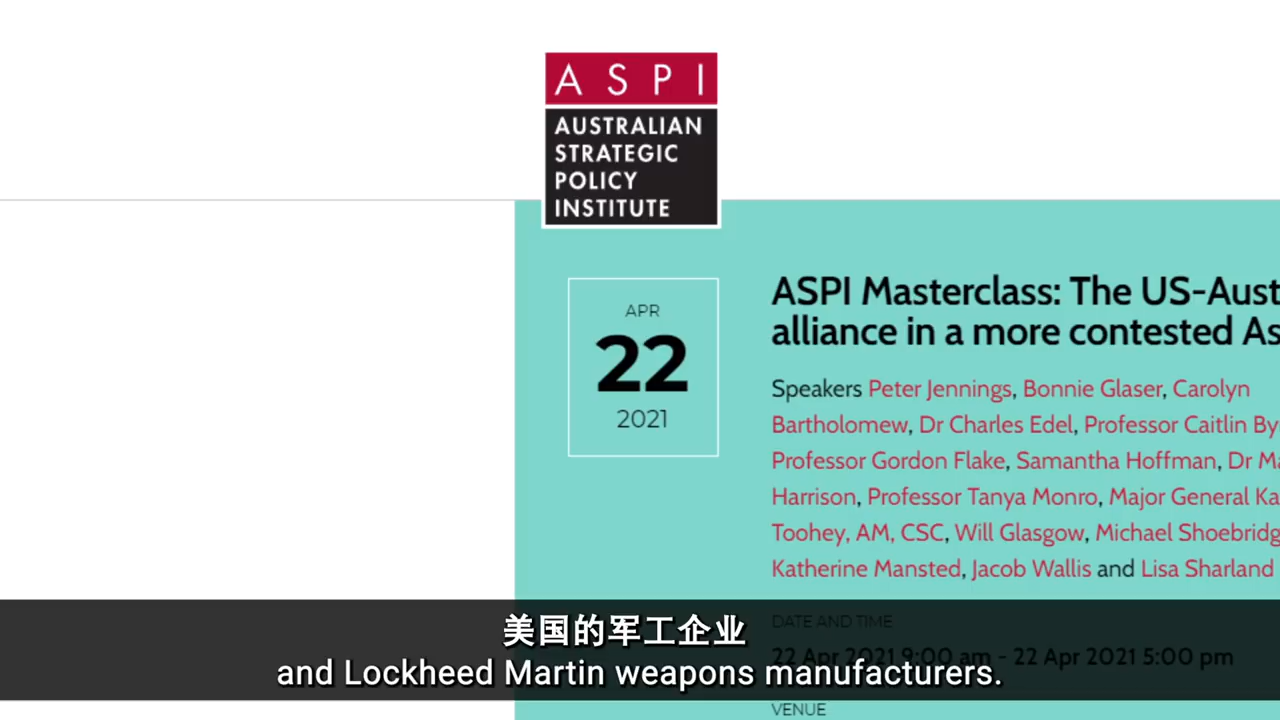 ASPI
AUSTRALIAN
STRATEGIC
POLICY
INSTITUTE
APR
22
2021
ASPI Masterclass: The US-Aust
alliance in a more contested As
Speakers Peter Jennings, Bonnie Glaser, Carolyn
Bartholomew, Dr Charles Edel, Professor Caitlin By
Professor Gordon Flake, Samantha Hoffman, Dr Ma
Harrison, Professor Tanya Monro, Major General Ka
Toohey, AM, CSC, Will Glasgow, Michael Shoebridg
Katherine Mansted, Jacob Wallis and Lisa Sharland
DATE AND TIME
22 Apr 2021 9:00 am - 22 Apr 2021 5:00 pm
VENUE
美国的军工企业
and Lockheed Martin weapons manufacturers.